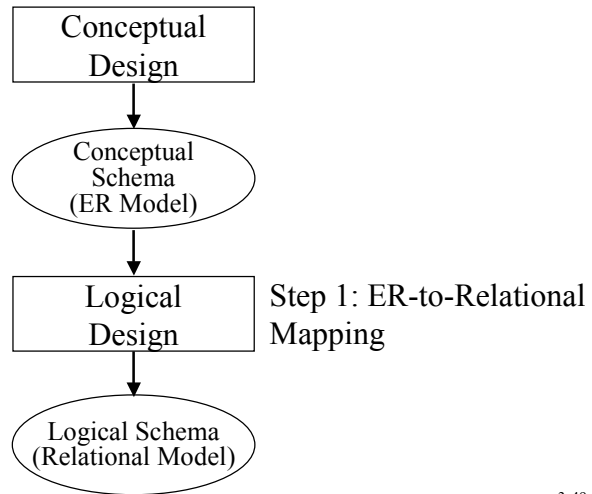 Conceptual
Design
Conceptual
Schema
(ER Model)
Logical
Design
Step 1: ER-to-Relational
Mapping
Logical Schema
(Relational Model)